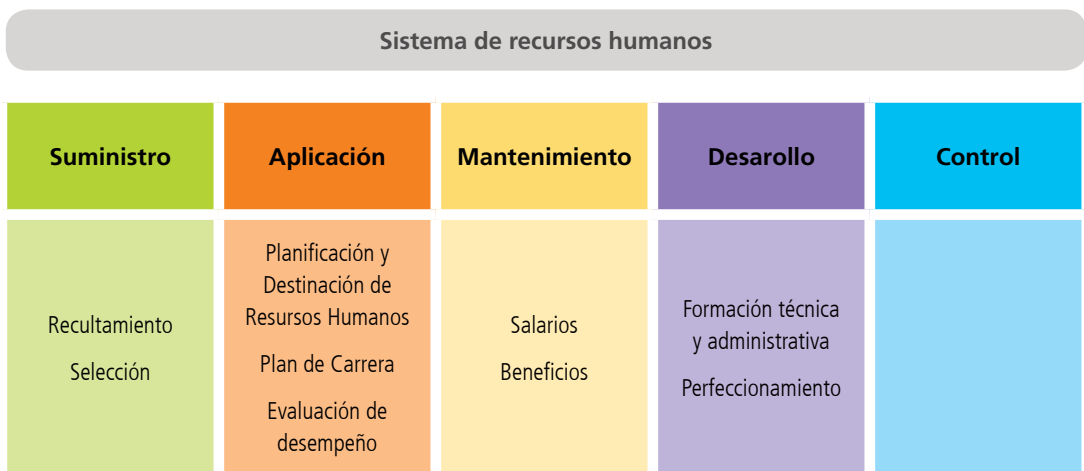 Sistema de recursos humanos
Suministro
Aplicación
Mantenimiento
Desarollo
Control
Recultamiento
Selección
Planificación y
Destinación de
Resursos Humanos
Plan de Carrera
Evaluación de
desempeño
Salarios
Beneficios
Formación técnica
y administrativa
Perfeccionamiento